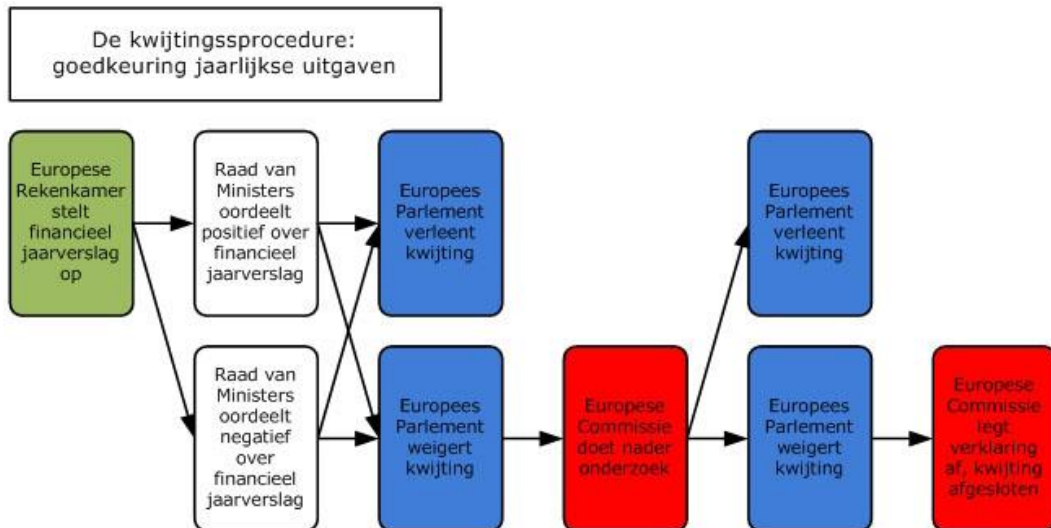 De kwijtingssprocedure:
goedkeuring jaarlijkse uitgaven
Europese
Rekenkamer
stelt
financieel
jaarverslag
op
Raad van
Ministers
oordeelt
positief over
financieel
jaarverslag
Europees
Parlement
verleent
kwijting
Europees
Parlement
verleent
kwijting
Raad van
Ministers
oordeelt
negatief
over
financieel
jaarverslag
Europees
Parlement
weigert
kwijting
Europese
Commissie
doet nader
onderzoek
Europees
Parlement
weigert
kwijting
Europese
Commissie
legt
verklaring
af, kwijting
afgesloten